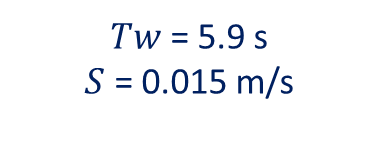 Tw = 5.9 s
S = 0.015 m/s